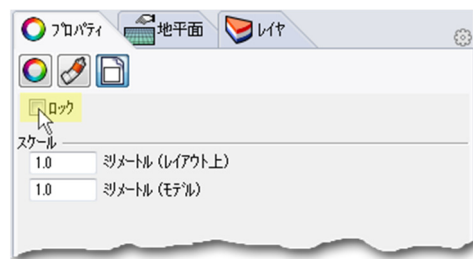 プロパティ 地平面 レイヤ
ロック
スケール
1.0 ミリメートル (レイアウト上)
1.0 ミリメートル (モデル)